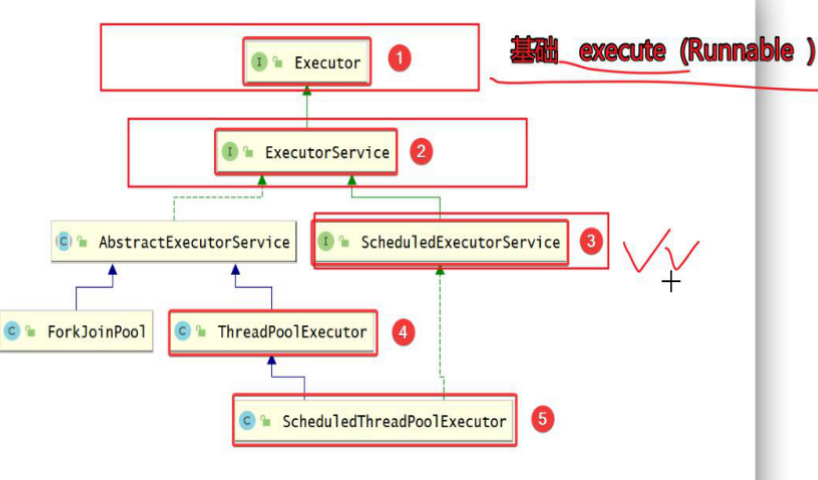 基础 execute (Runnable )
I Executor 1
I ExecutorService 2
C AbstractExecutorService I ScheduledExecutorService 3
C ForkJoinPool C ThreadPoolExecutor 4
C ScheduledThreadPoolExecutor 5